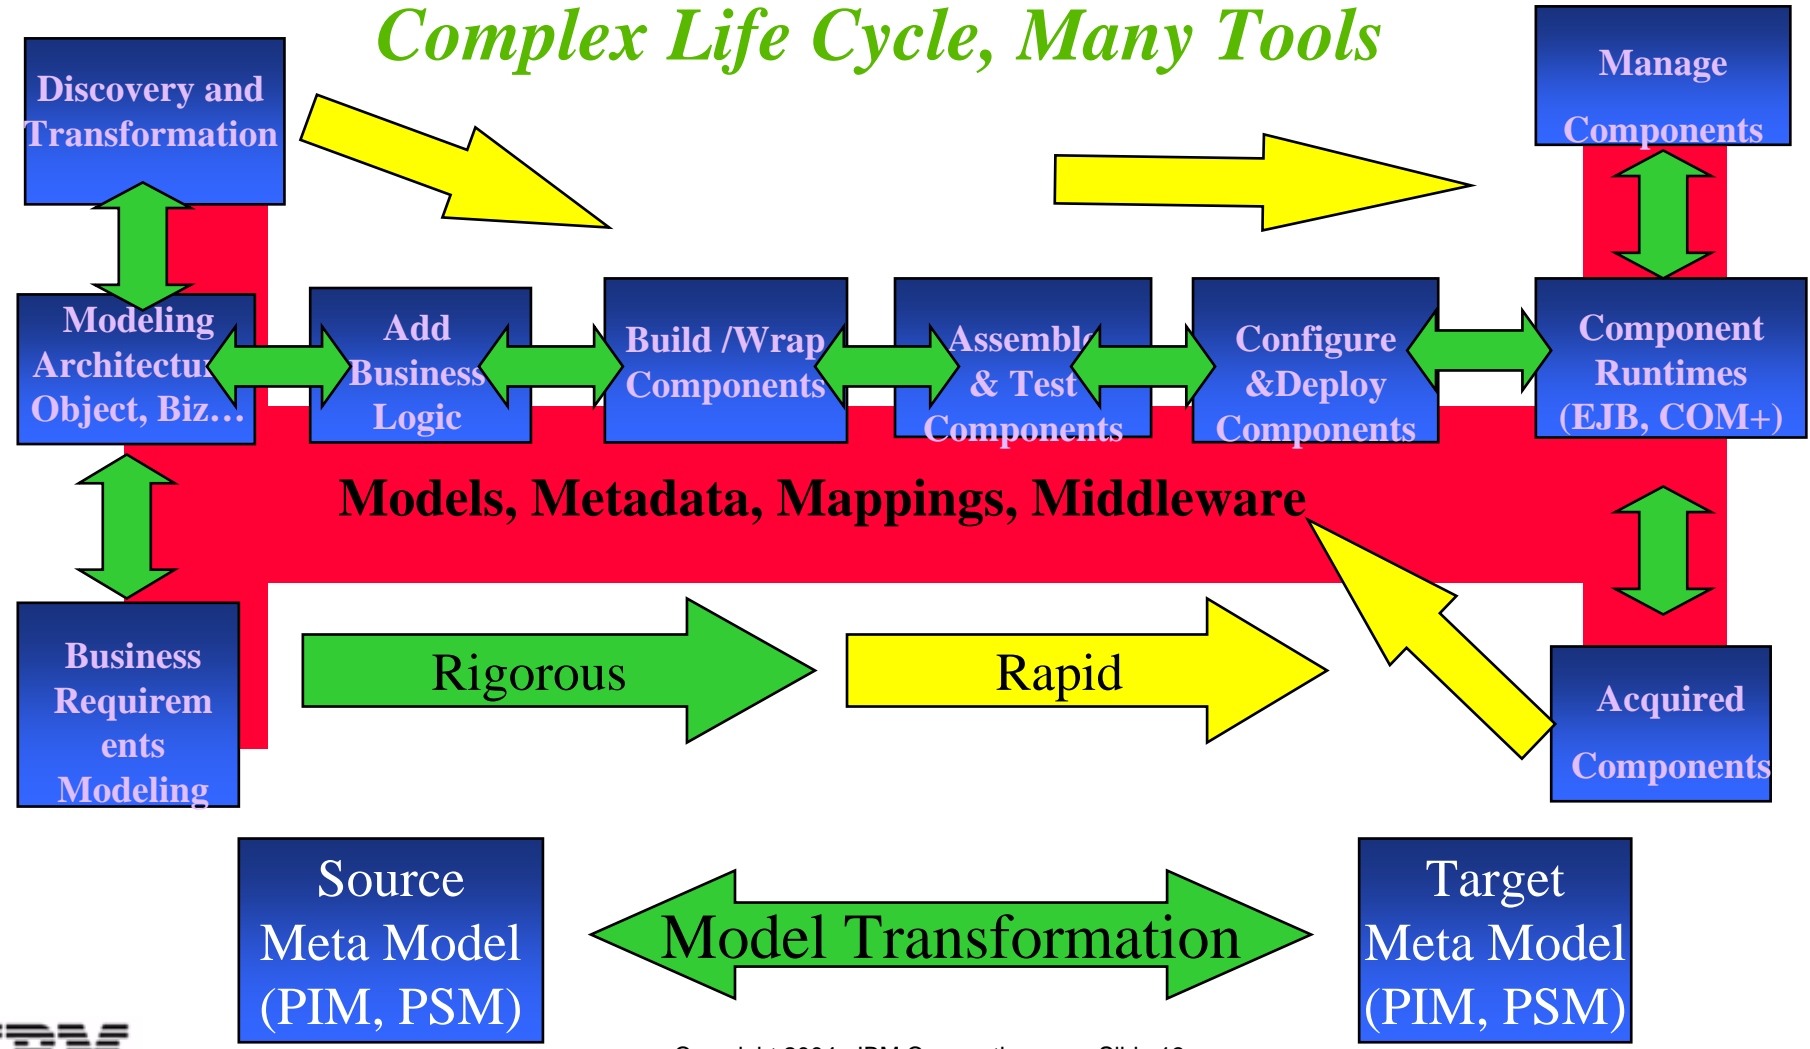 Complex Life Cycle, Many Tools
Discovery and
Transformation
Manage
Components
Modeling
Object, Biz…
Add
Business
Logic
Build /Wrap
Components
& Test
Components
Configure
&Deploy
Components
Component
Runtimes
(EJB, COM+)
Models, Metadata, Mappings, Middleware
Business
Requirem
ents
Modeling
Rigorous
Rapid
Acquired
Components
Source
Meta Model
(PIM, PSM)
Model Transformation
Target
Meta Model
(PIM, PSM)